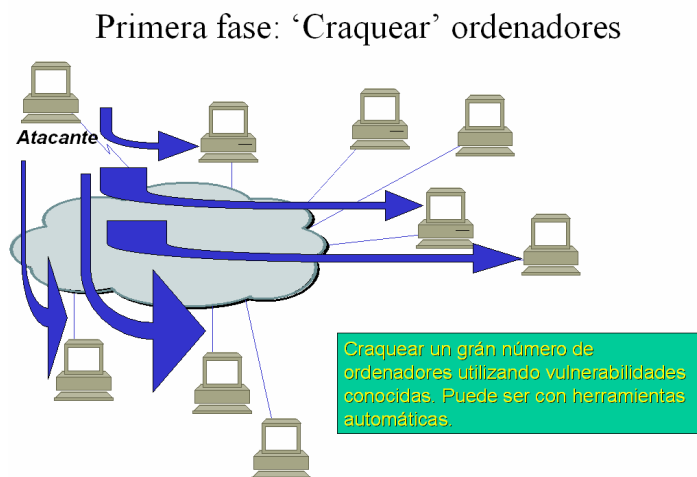 Primera fase: ‘Craquear’ ordenadores
Atacante
Craquear un grán número de
ordenadores utilizando vulnerabilidades
conocidas. Puede ser con herramientas
automáticas.